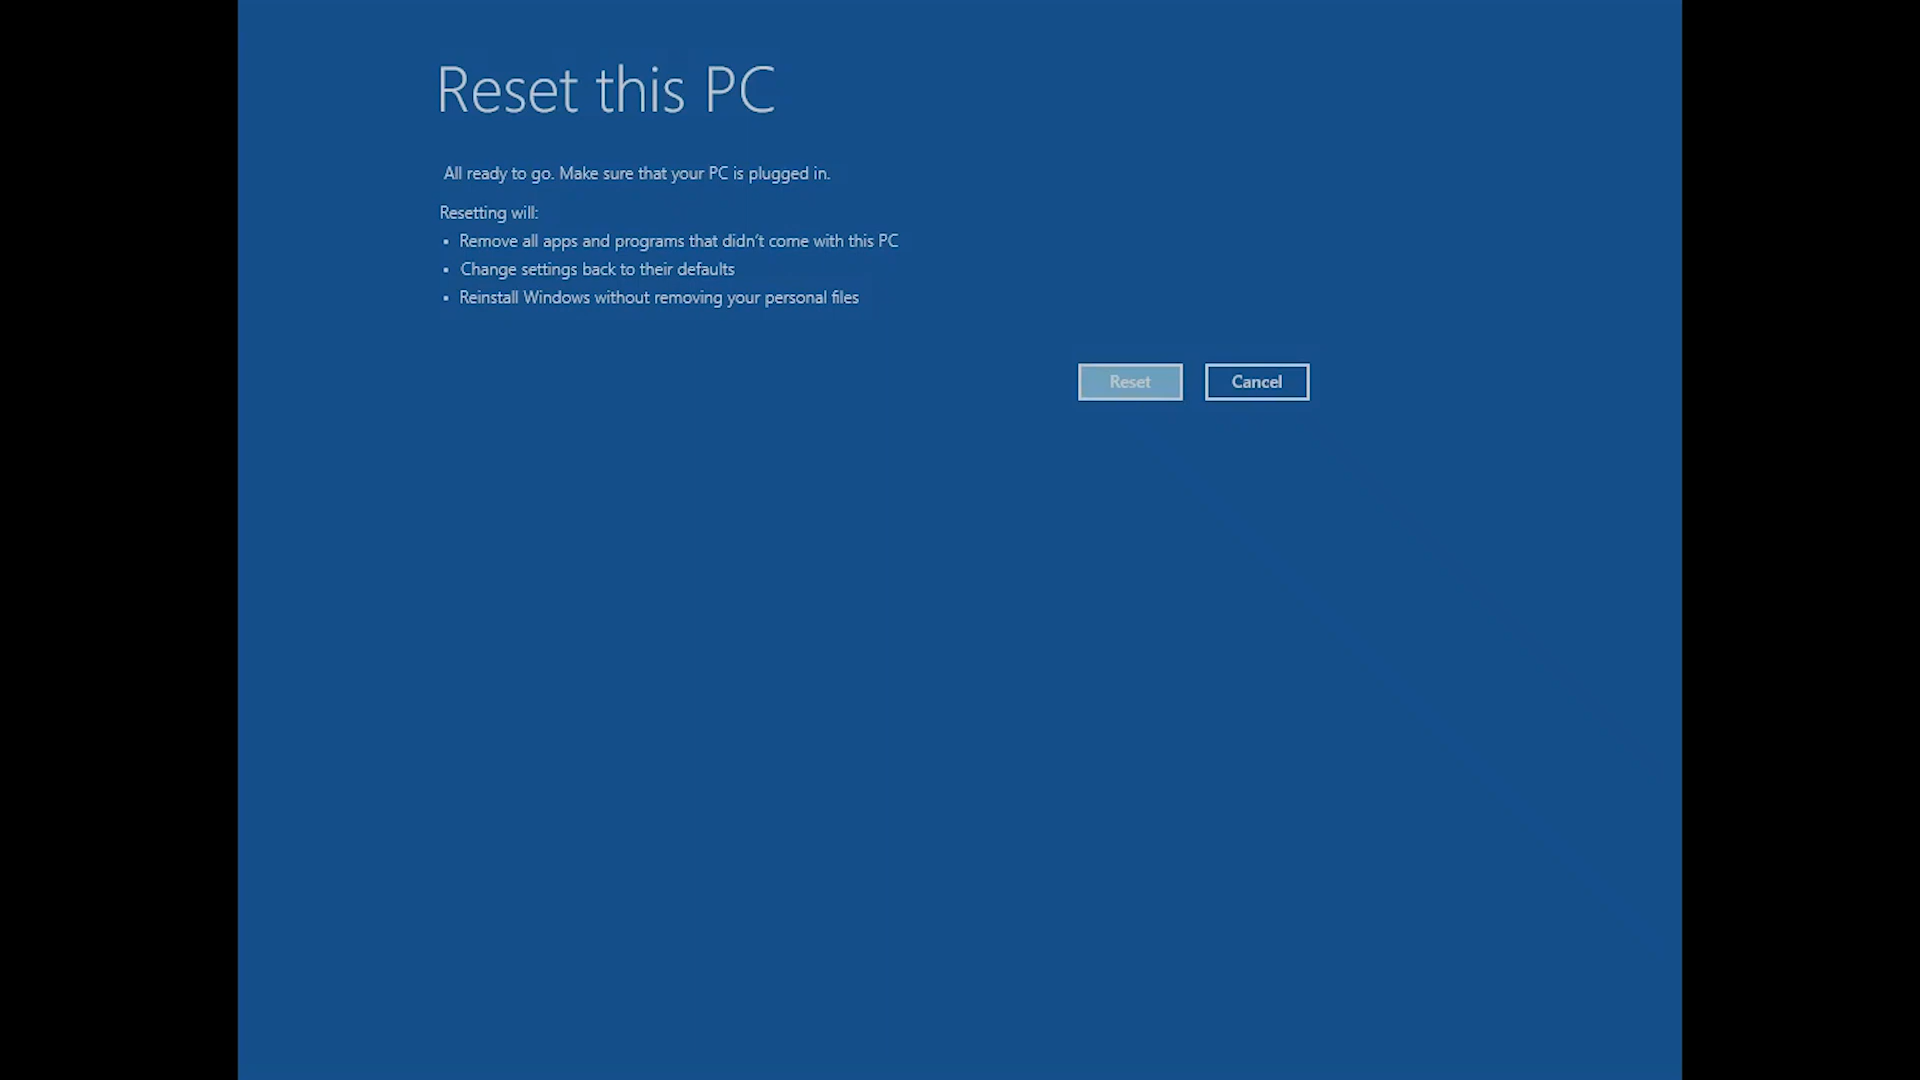 Reset this PC
All ready to go. Make sure that your PC is plugged in.
Resetting will:
▪ Remove all apps and programs that didn't come with this PC
▪ Change settings back to their defaults
▪ Reinstall Windows without removing your personal files
Reset Cancel